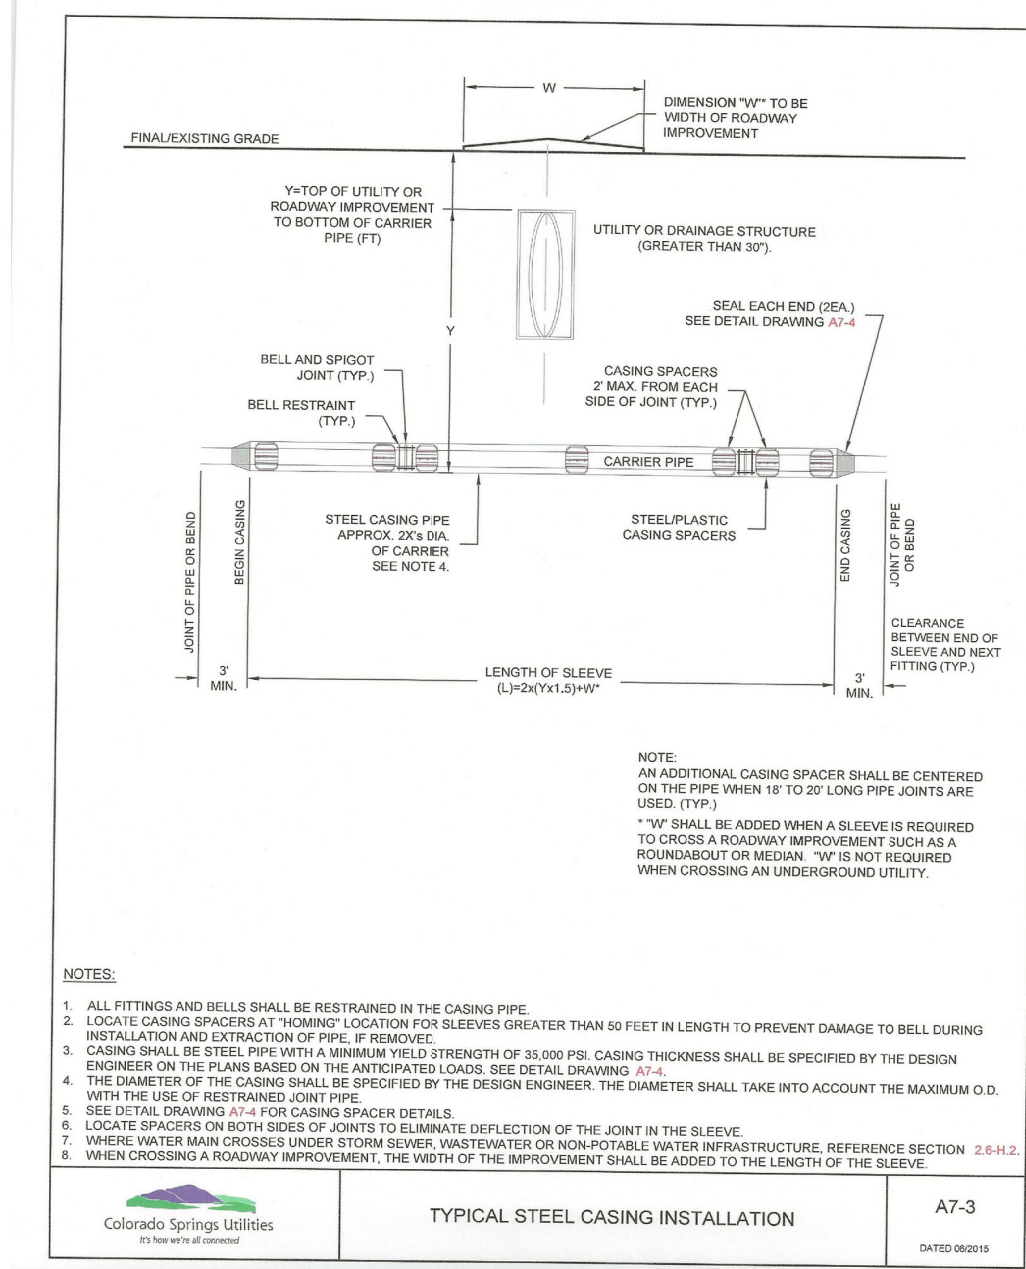 W
DIMENSION "W"* TO BE
WIDTH OF ROADWAY
IMPROVEMENT
FINAL/EXISTING GRADE
Y=TOP OF UTILITY OR
ROADWAY IMPROVEMENT
TO BOTTOM OF CARRIER
PIPE (FT)
UTILITY OR DRAINAGE STRUCTURE
(GREATER THAN 30").
SEAL EACH END (2EA.)
SEE DETAIL DRAWING A7-4
Y
BELL AND SPIGOT
JOINT (TYP.)
CASING SPACERS
2' MAX. FROM EACH
SIDE OF JOINT (TYP.)
BELL RESTRAINT
(TYP.)
CARRIER PIPE
STEEL CASING PIPE
APPROX. 2X's DIA.
OF CARRIER
SEE NOTE 4.
STEEL/PLASTIC
CASING SPACERS
JOINT OF PIPE OR BEND
BEGIN CASING
END CASING
JOINT OF PIPE
OR BEND
CLEARANCE
BETWEEN END OF
SLEEVE AND NEXT
FITTING (TYP.)
3'
MIN.
LENGTH OF SLEEVE
(L)=2x(Yx1.5)+W*
3'
MIN.
NOTE:
AN ADDITIONAL CASING SPACER SHALL BE CENTERED
ON THE PIPE WHEN 18' TO 20' LONG PIPE JOINTS ARE
USED. (TYP.)
* "W" SHALL BE ADDED WHEN A SLEEVE IS REQUIRED
TO CROSS A ROADWAY IMPROVEMENT SUCH AS A
ROUNDABOUT OR MEDIAN. "W" IS NOT REQUIRED
WHEN CROSSING AN UNDERGROUND UTILITY.
NOTES:
1. ALL FITTINGS AND BELLS SHALL BE RESTRAINED IN THE CASING PIPE.
2. LOCATE CASING SPACERS AT "HOMING" LOCATION FOR SLEEVES GREATER THAN 50 FEET IN LENGTH TO PREVENT DAMAGE TO BELL DURING
INSTALLATION AND EXTRACTION OF PIPE, IF REMOVED.
3. CASING SHALL BE STEEL PIPE WITH A MINIMUM YIELD STRENGTH OF 35,000 PSI. CASING THICKNESS SHALL BE SPECIFIED BY THE DESIGN
ENGINEER ON THE PLANS BASED ON THE ANTICIPATED LOADS. SEE DETAIL DRAWING A7-4.
4. THE DIAMETER OF THE CASING SHALL BE SPECIFIED BY THE DESIGN ENGINEER. THE DIAMETER SHALL TAKE INTO ACCOUNT THE MAXIMUM O.D.
WITH THE USE OF RESTRAINED JOINT PIPE.
5. SEE DETAIL DRAWING A7-4 FOR CASING SPACER DETAILS.
6. LOCATE SPACERS ON BOTH SIDES OF JOINTS TO ELIMINATE DEFLECTION OF THE JOINT IN THE SLEEVE.
7. WHERE WATER MAIN CROSSES UNDER STORM SEWER, WASTEWATER OR NON-POTABLE WATER INFRASTRUCTURE, REFERENCE SECTION 2.6-H.2.
8. WHEN CROSSING A ROADWAY IMPROVEMENT, THE WIDTH OF THE IMPROVEMENT SHALL BE ADDED TO THE LENGTH OF THE SLEEVE.
Colorado Springs Utilities
It's how we're all connected
TYPICAL STEEL CASING INSTALLATION
A7-3
DATED 06/2015